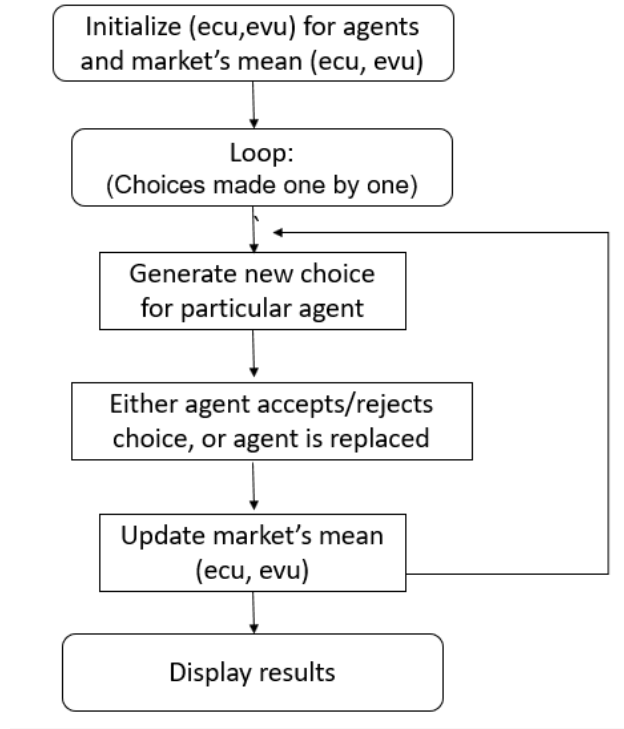 Initialize (ecu,evu) for agents
and market's mean (ecu, evu)
Loop:
(Choices made one by one)
Generate new choice
for particular agent
Either agent accepts/rejects
choice, or agent is replaced
Update market's mean
(ecu, evu)
Display results